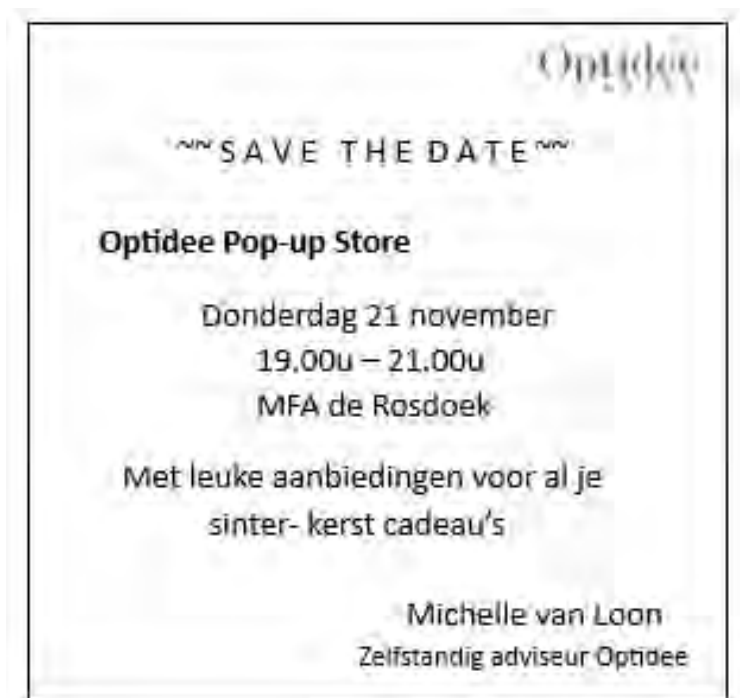 Optidee
~~SAVE THE DATE~~
Optidee Pop-up Store
Donderdag 21 november
19.00u – 21.00u
MFA de Rosdoek
Met leuke aanbiedingen voor al je
sinter- kerst cadeau's
Michelle van Loon
Zelfstandig adviseur Optidee